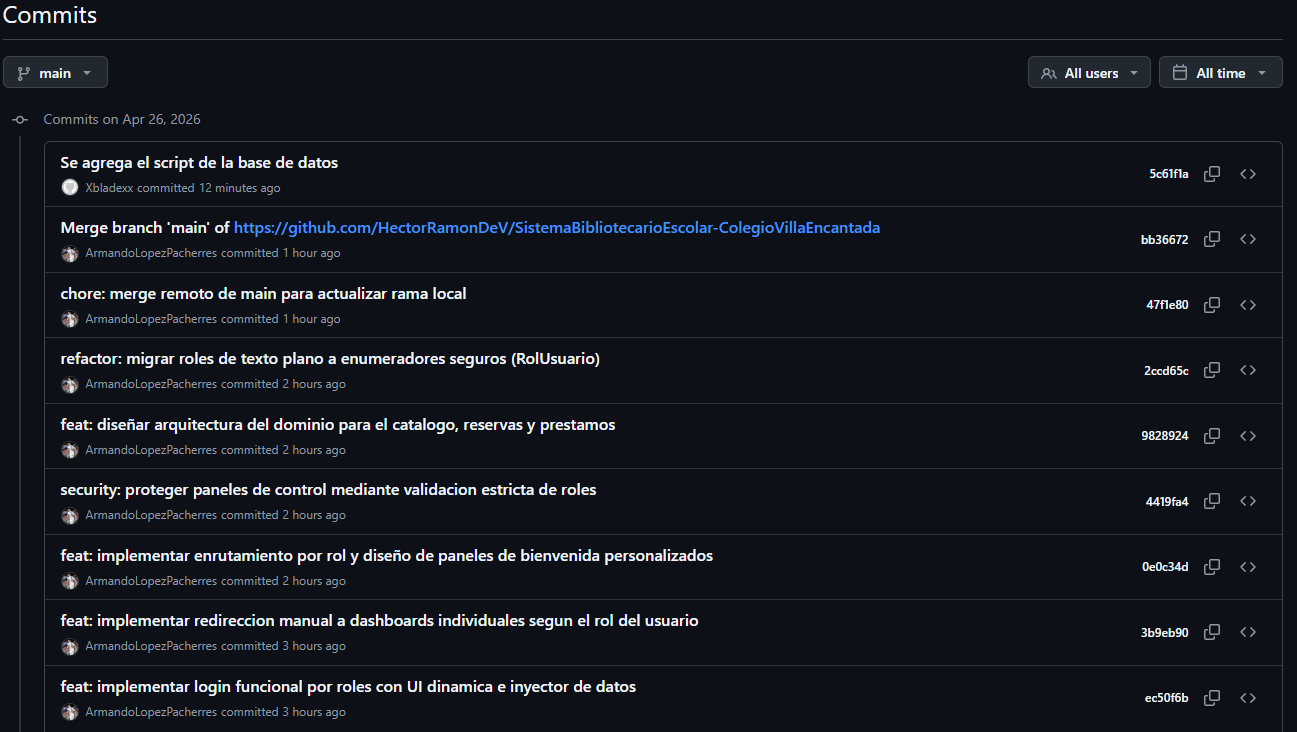 Commits
main
All users
All time
Commits on Apr 26, 2026
Se agrega el script de la base de datos
Xbladexx committed 12 minutes ago
5c61f1a
Merge branch 'main' of https://github.com/HectorRamonDeV/SistemaBibliotecarioEscolar-ColegioVillaEncantada
ArmandoLopezPacherres committed 1 hour ago
bb36672
chore: merge remoto de main para actualizar rama local
ArmandoLopezPacherres committed 1 hour ago
47f1e80
refactor: migrar roles de texto plano a enumeradores seguros (RolUsuario)
ArmandoLopezPacherres committed 2 hours ago
2ccd65c
feat: diseñar arquitectura del dominio para el catalogo, reservas y prestamos
ArmandoLopezPacherres committed 2 hours ago
9828924
security: proteger paneles de control mediante validacion estricta de roles
ArmandoLopezPacherres committed 2 hours ago
4419fa4
feat: implementar enrutamiento por rol y diseño de paneles de bienvenida personalizados
ArmandoLopezPacherres committed 2 hours ago
0e0c34d
feat: implementar redireccion manual a dashboards individuales segun el rol del usuario
ArmandoLopezPacherres committed 3 hours ago
3b9eb90
feat: implementar login funcional por roles con UI dinamica e inyector de datos
ArmandoLopezPacherres committed 3 hours ago
ec50f6b